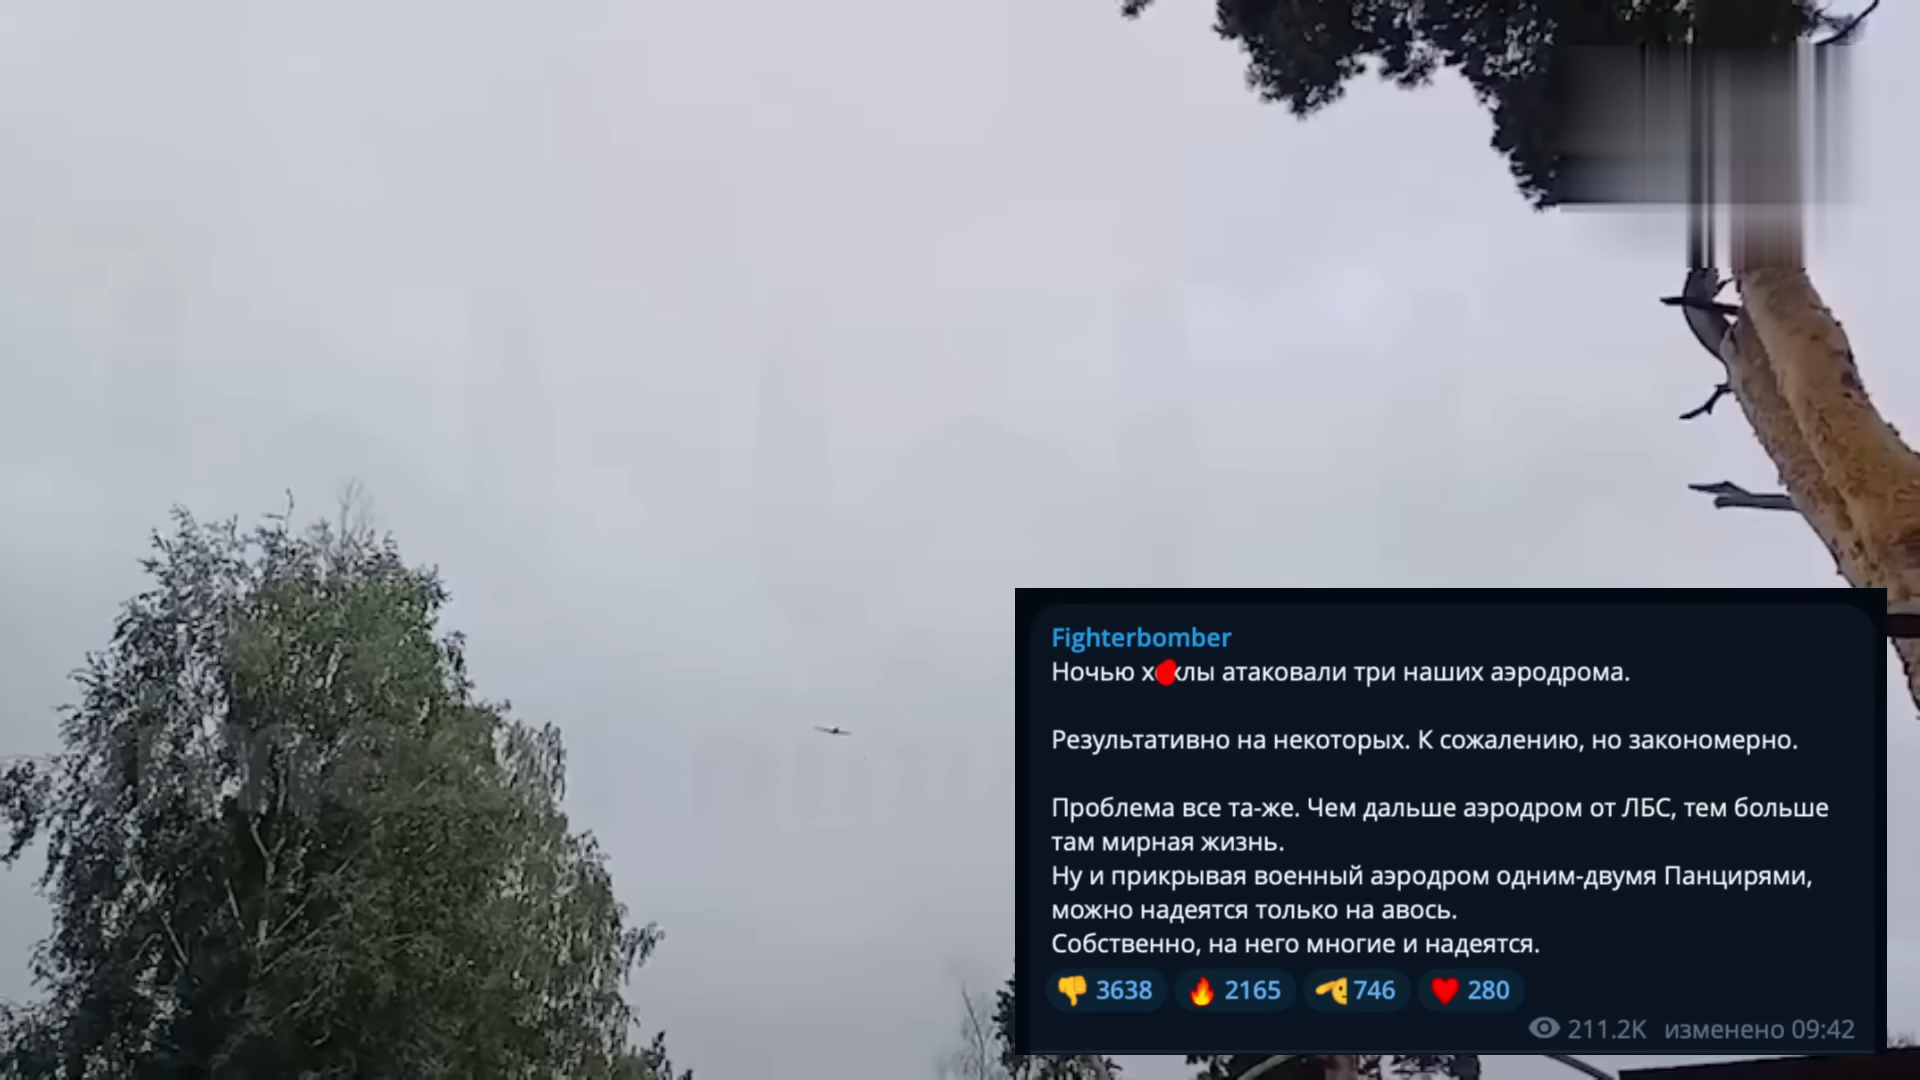 Fighterbomber
Ночью х клы атаковали три наших аэродрома.
Результативно на некоторых. К сожалению, но закономерно.
Проблема все та-же. Чем дальше аэродром от ЛБС, тем больше
там мирная жизнь.
Ну и прикрывая военный аэродром одним-двумя Панцирями,
можно надеятся только на авось.
Собственно, на него многие и надеятся.
3638 2165 746 280
211.2K изменено 09:42